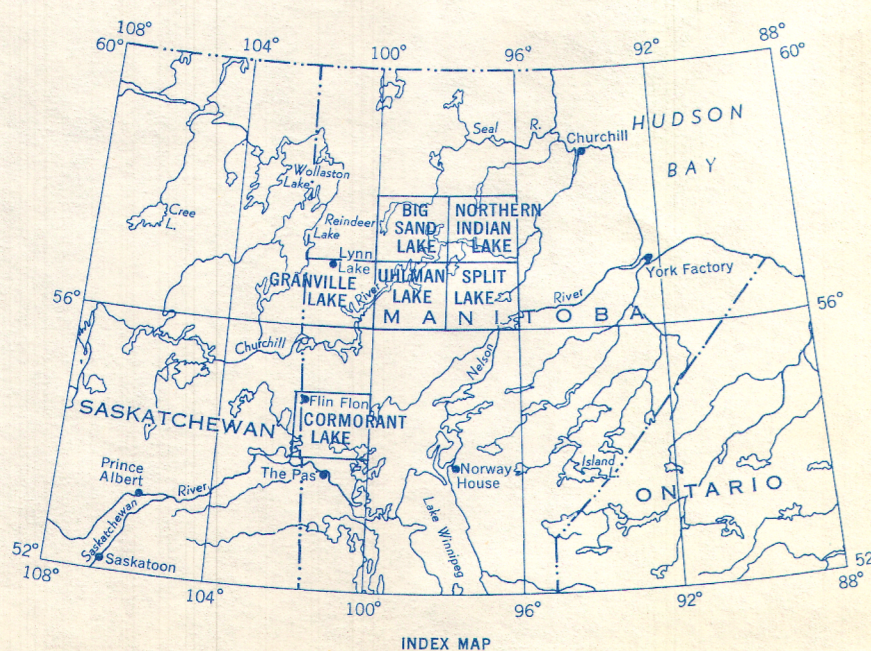 108°
60°
104°
100°
96°
92°
88°
60°
Seal R.
Churchill
HUDSON
BAY
Wollaston
Lake
Cree
L.
Reindeer
Lake
BIG
SAND
LAKE
NORTHERN
INDIAN
LAKE
Lynn
Lake
York Factory
GRANVILLE
LAKE
River
UHLMAN
LAKE
SPLIT
LAKE
River
56°
56°
MANITOBA
Churchill
Nelson
SASKATCHEWAN
Flin Flon
CORMORANT
LAKE
Prince
Albert
River
The Pas
Norway
House
Island
L.
ONTARIO
Saskatchewan
Lake Winnipeg
52°
108°
Saskatoon
104°
100°
96°
92°
52
88°
INDEX MAP